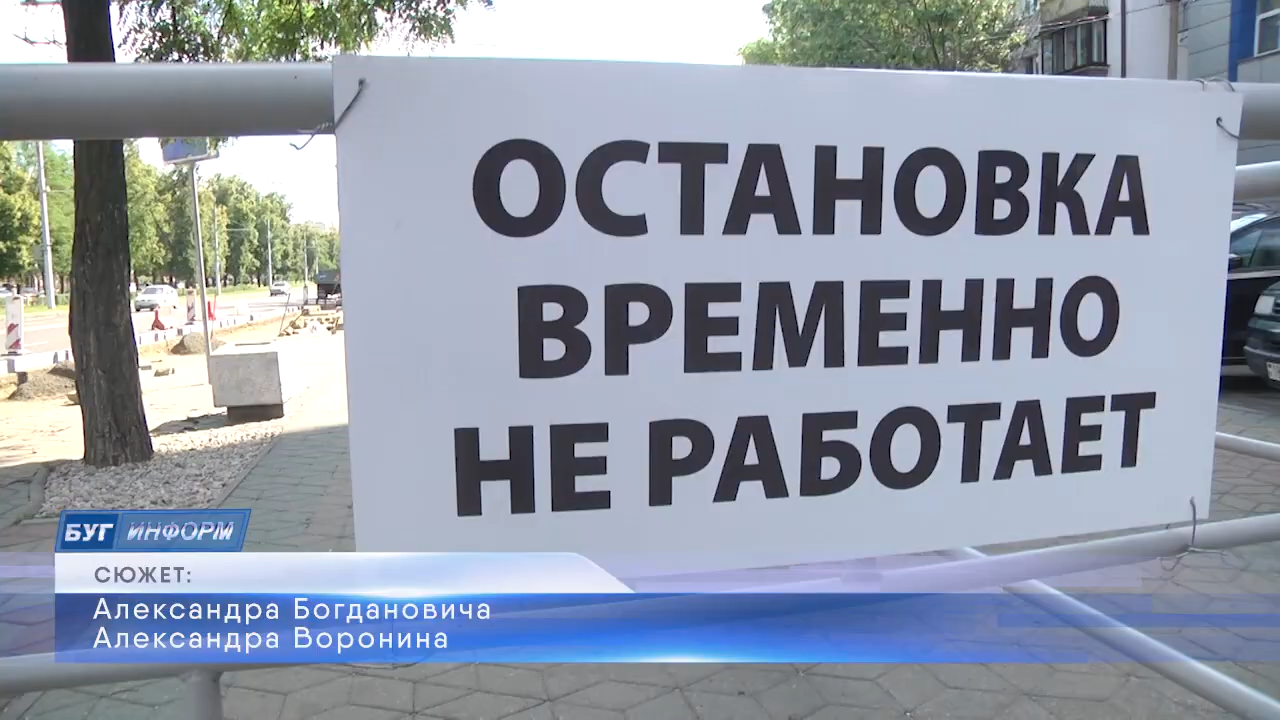 ОСТАНОВКА
ВРЕМЕННО
НЕ РАБОТАЕТ
БУГ ИНФОРМ
СЮЖЕТ:
Александра Богдановича
Александра Воронина